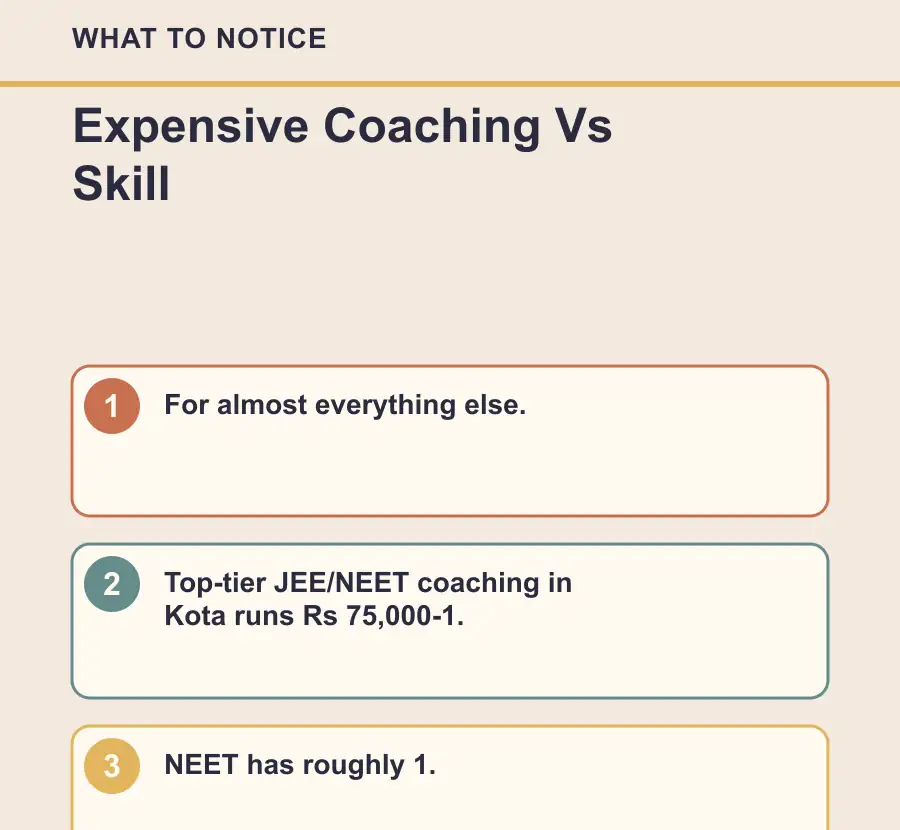 WHAT TO NOTICE
Expensive Coaching Vs
Skill
1
For almost everything else.
2
Top-tier JEE/NEET coaching in
Kota runs Rs 75,000-1.
3
NEET has roughly 1.